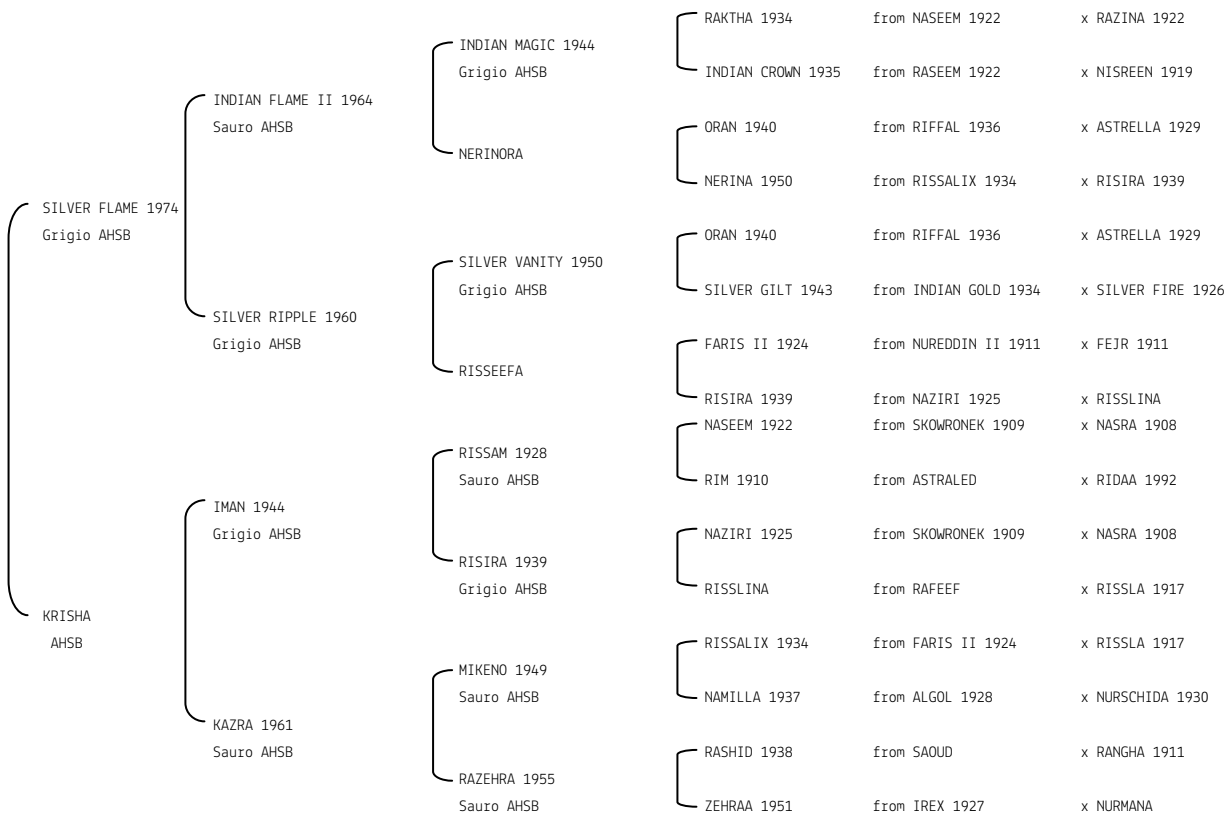 RAKTHA 1934 from NASEEM 1922 x RAZINA 1922
INDIAN MAGIC 1944
Grigio AHSB
INDIAN CROWN 1935 from RASEEM 1922 x NISREEN 1919
INDIAN FLAME II 1964
Sauro AHSB
ORAN 1940 from RIFFAL 1936 x ASTRELLA 1929
NERINORA
NERINA 1950 from RISSALIX 1934 x RISIRA 1939
SILVER FLAME 1974
Grigio AHSB
ORAN 1940 from RIFFAL 1936 x ASTRELLA 1929
SILVER VANITY 1950
Grigio AHSB
SILVER GILT 1943 from INDIAN GOLD 1934 x SILVER FIRE 1926
SILVER RIPPLE 1960
Grigio AHSB
FARIS II 1924 from NUREDDIN II 1911 x FEJR 1911
RISSEEFA
RISIRA 1939 from NAZIRI 1925 x RISSLINA
NASEEM 1922 from SKOWRONEK 1909 x NASRA 1908
RISSAM 1928
Sauro AHSB
RIM 1910 from ASTRALED x RIDAA 1992
IMAN 1944
Grigio AHSB
NAZIRI 1925 from SKOWRONEK 1909 x NASRA 1908
RISIRA 1939
Grigio AHSB
RISSLINA from RAFEEF x RISSLA 1917
KRISHA
AHSB
RISSALIX 1934 from FARIS II 1924 x RISSLA 1917
MIKENO 1949
Sauro AHSB
NAMILLA 1937 from ALGOL 1928 x NURSCHIDA 1930
KAZRA 1961
Sauro AHSB
RASHID 1938 from SAOUD x RANGHA 1911
RAZEHRA 1955
Sauro AHSB
ZEHRAA 1951 from IREX 1927 x NURMANA